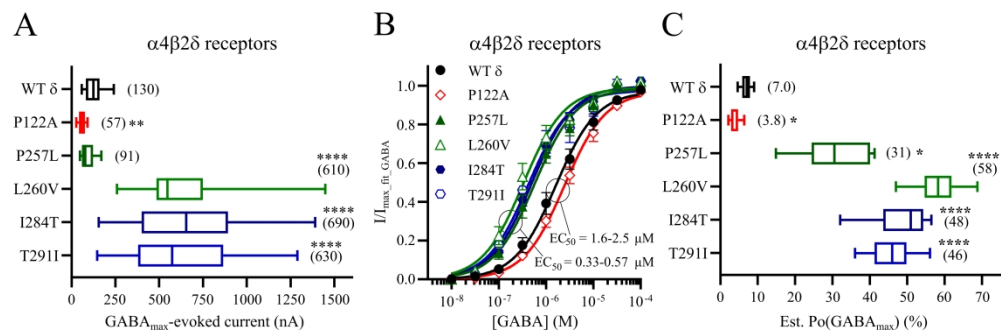 A
α4β2δ receptors
WT δ
(130)
P122A
(57) **
P257L
(91)
L260V
****
(610)
I284T
****
(690)
T291I
****
(630)
0 250 500 750 1000 1250 1500
GABAmax-evoked current (nA)
B
α4β2δ receptors
WT δ
P122A
P257L
L260V
I284T
T291I
I/Imax_fit_GABA
1.0
0.8
0.6
0.4
0.2
0.0
EC50 = 1.6-2.5 μM
EC50 = 0.33-0.57 μM
10-8 10-7 10-6 10-5 10-4
[GABA] (M)
C
α4β2δ receptors
WT δ
(7.0)
P122A
(3.8) *
P257L
(31) *
L260V
****
(58)
I284T
****
(48)
T291I
****
(46)
0 20 40 60 80
Est. Po(GABAmax) (%)